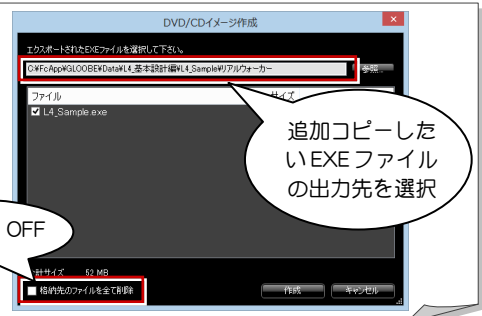 DVD/CDイメージ作成
エクスポートされたEXEファイルを選択して下さい。
C:¥FcApp¥GLOOBE¥Data¥L4_基本設計編¥L4_Sample¥リアルウォーカー
参照...
ファイル
サイズ
L4_Sample.exe
追加コピーした
いEXEファイル
の出力先を選択
OFF
計サイズ 52 MB
格納先のファイルを全て削除
作成
キャンセル